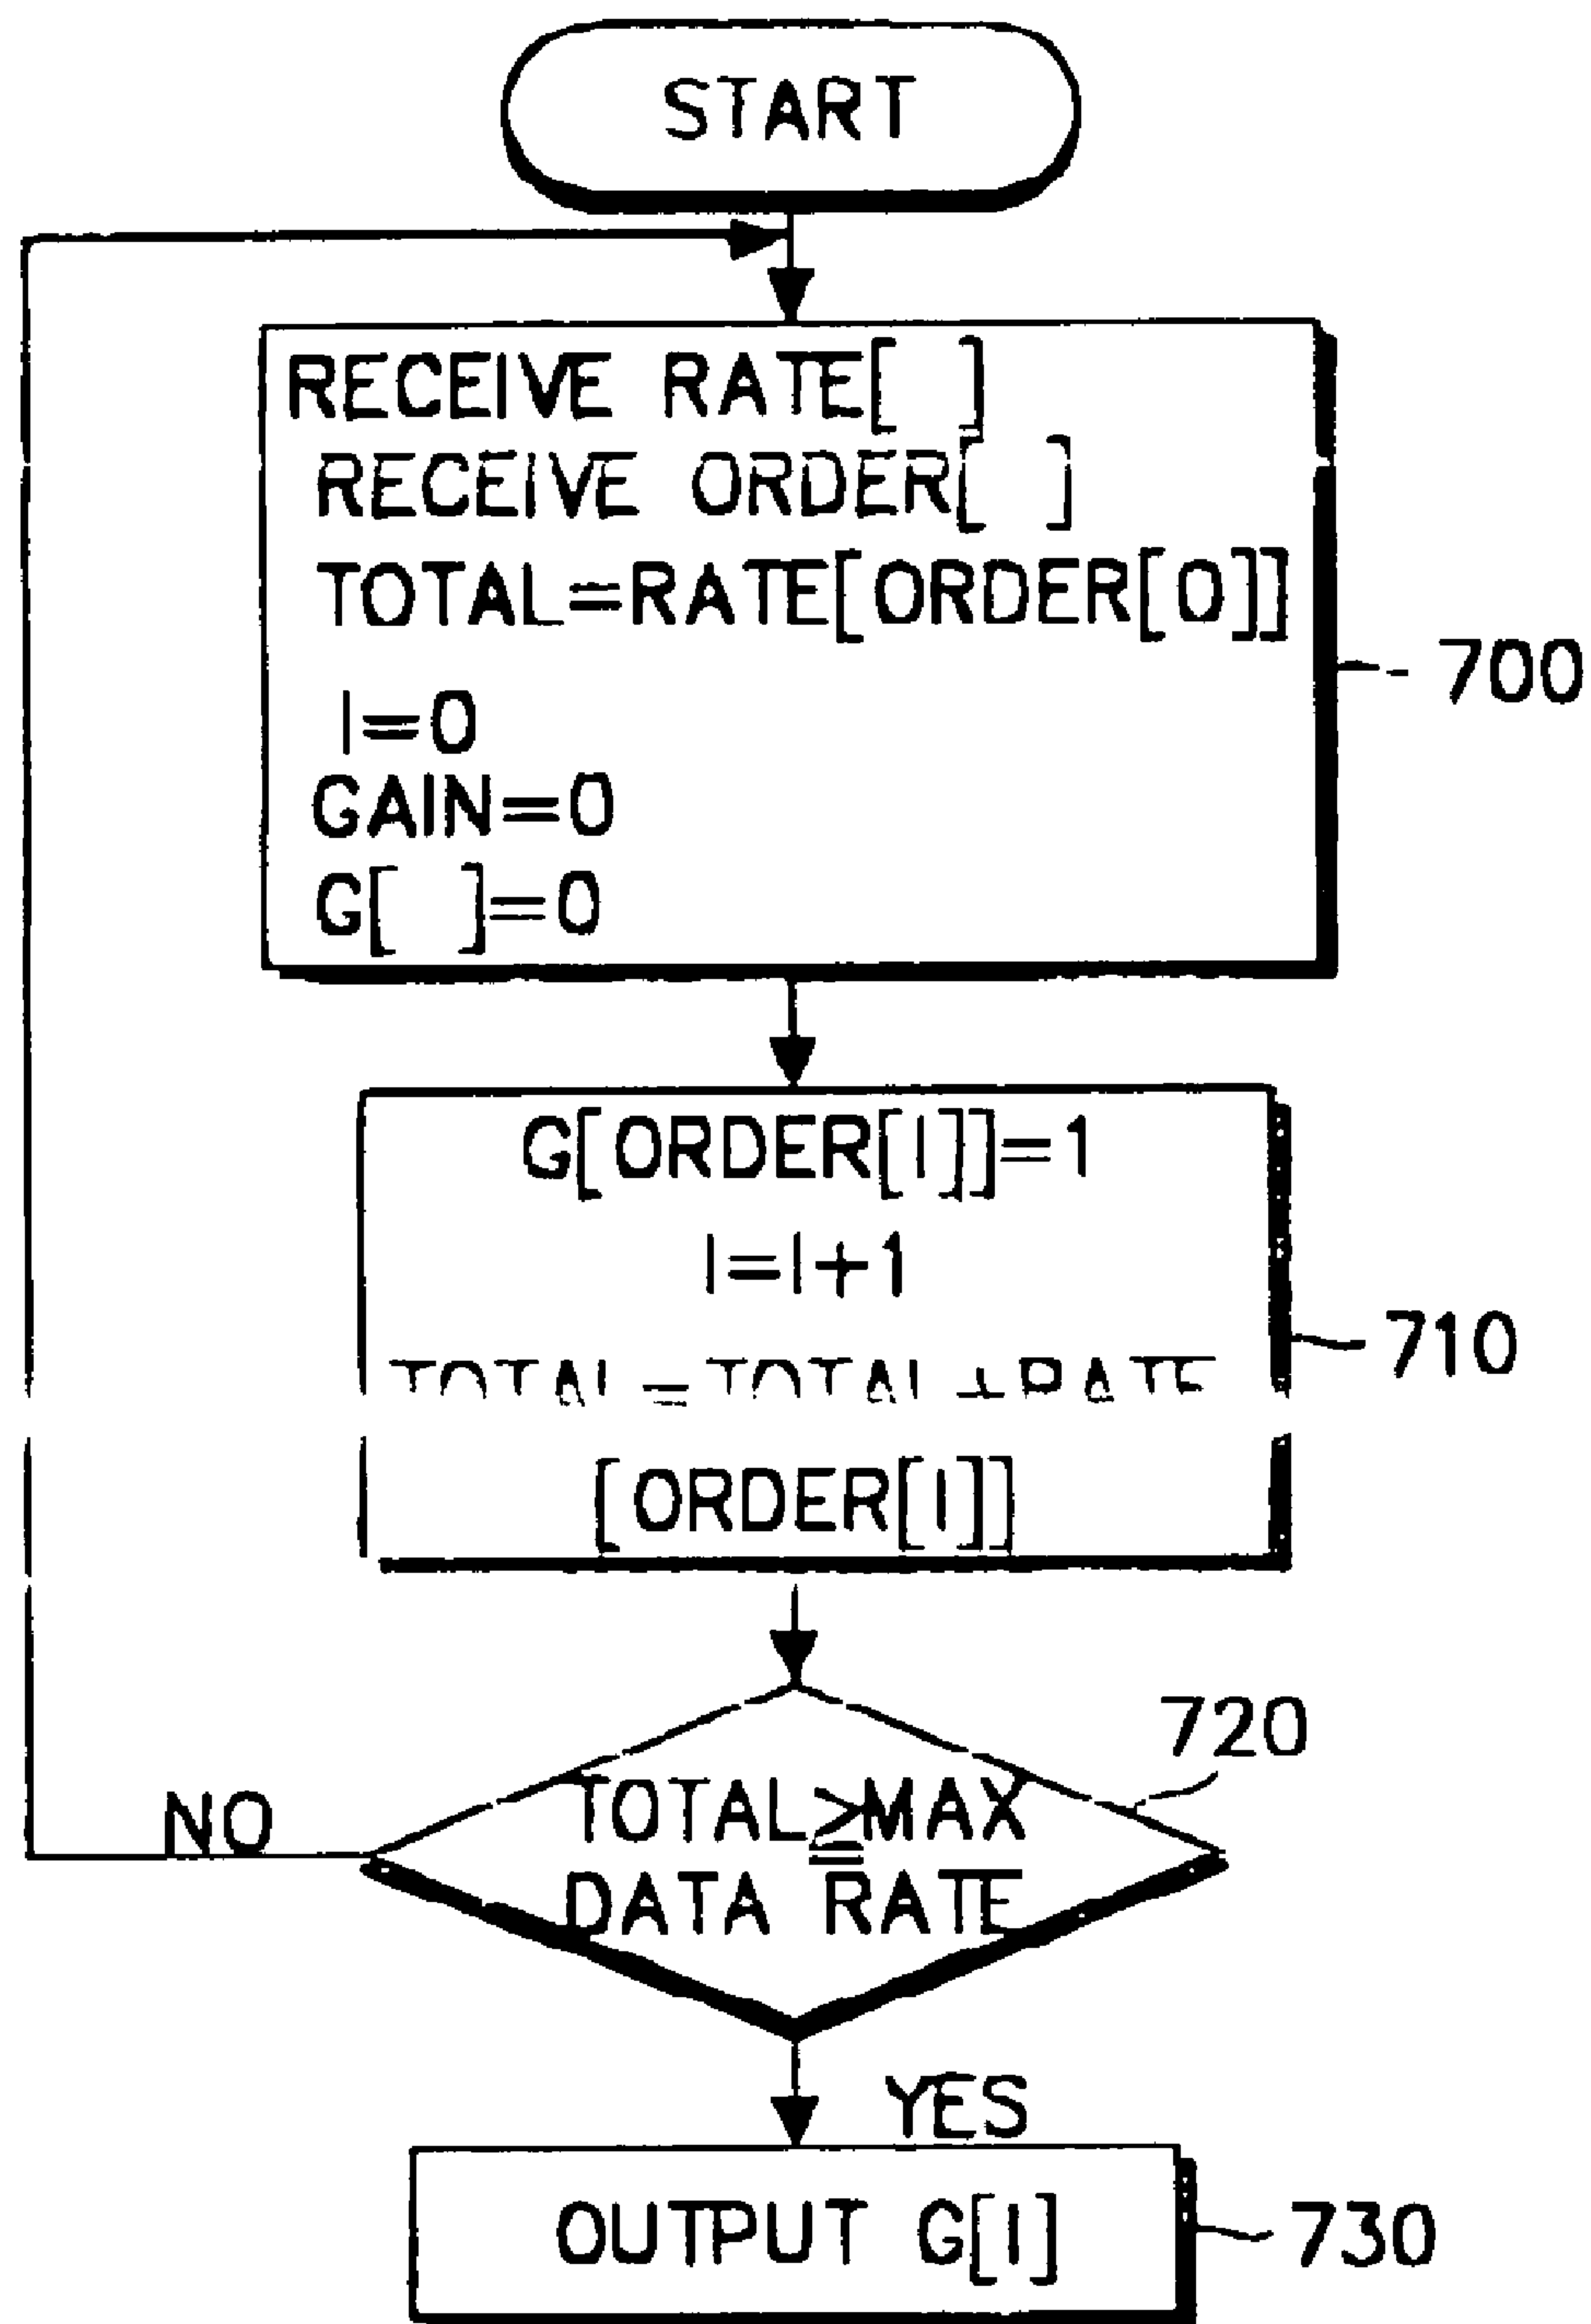 START
RECEIVE RATE[ ]
RECEIVE ORDER[ ]
TOTAL=RATE[ORDER[0]]
I=0
GAIN=0
G[ ]=0
700
G[ORDER[I]]=1
I=I+1
TOTAL=TOTAL+RATE
[ORDER[I]]
710
720
TOTAL≧MAX
DATA RATE
NO
YES
OUTPUT G[I]
730